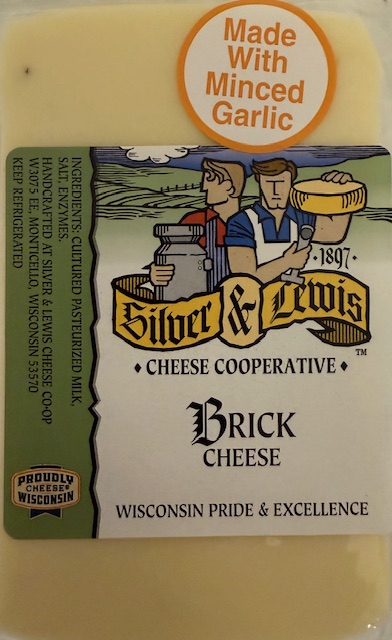 Made
With
Minced
Garlic
·1897·
Silver & Lewis
TM
♦ CHEESE COOPERATIVE ♦
BRICK
CHEESE
WISCONSIN PRIDE & EXCELLENCE
INGREDIENTS: CULTURED PASTEURIZED MILK,
SALT, ENZYMES.
HANDCRAFTED AT SILVER & LEWIS CHEESE CO-OP
W3075 EE, MONTICELLO, WISCONSIN 53570
KEEP REFRIGERATED
PROUDLY
CHEESE®
WISCONSIN